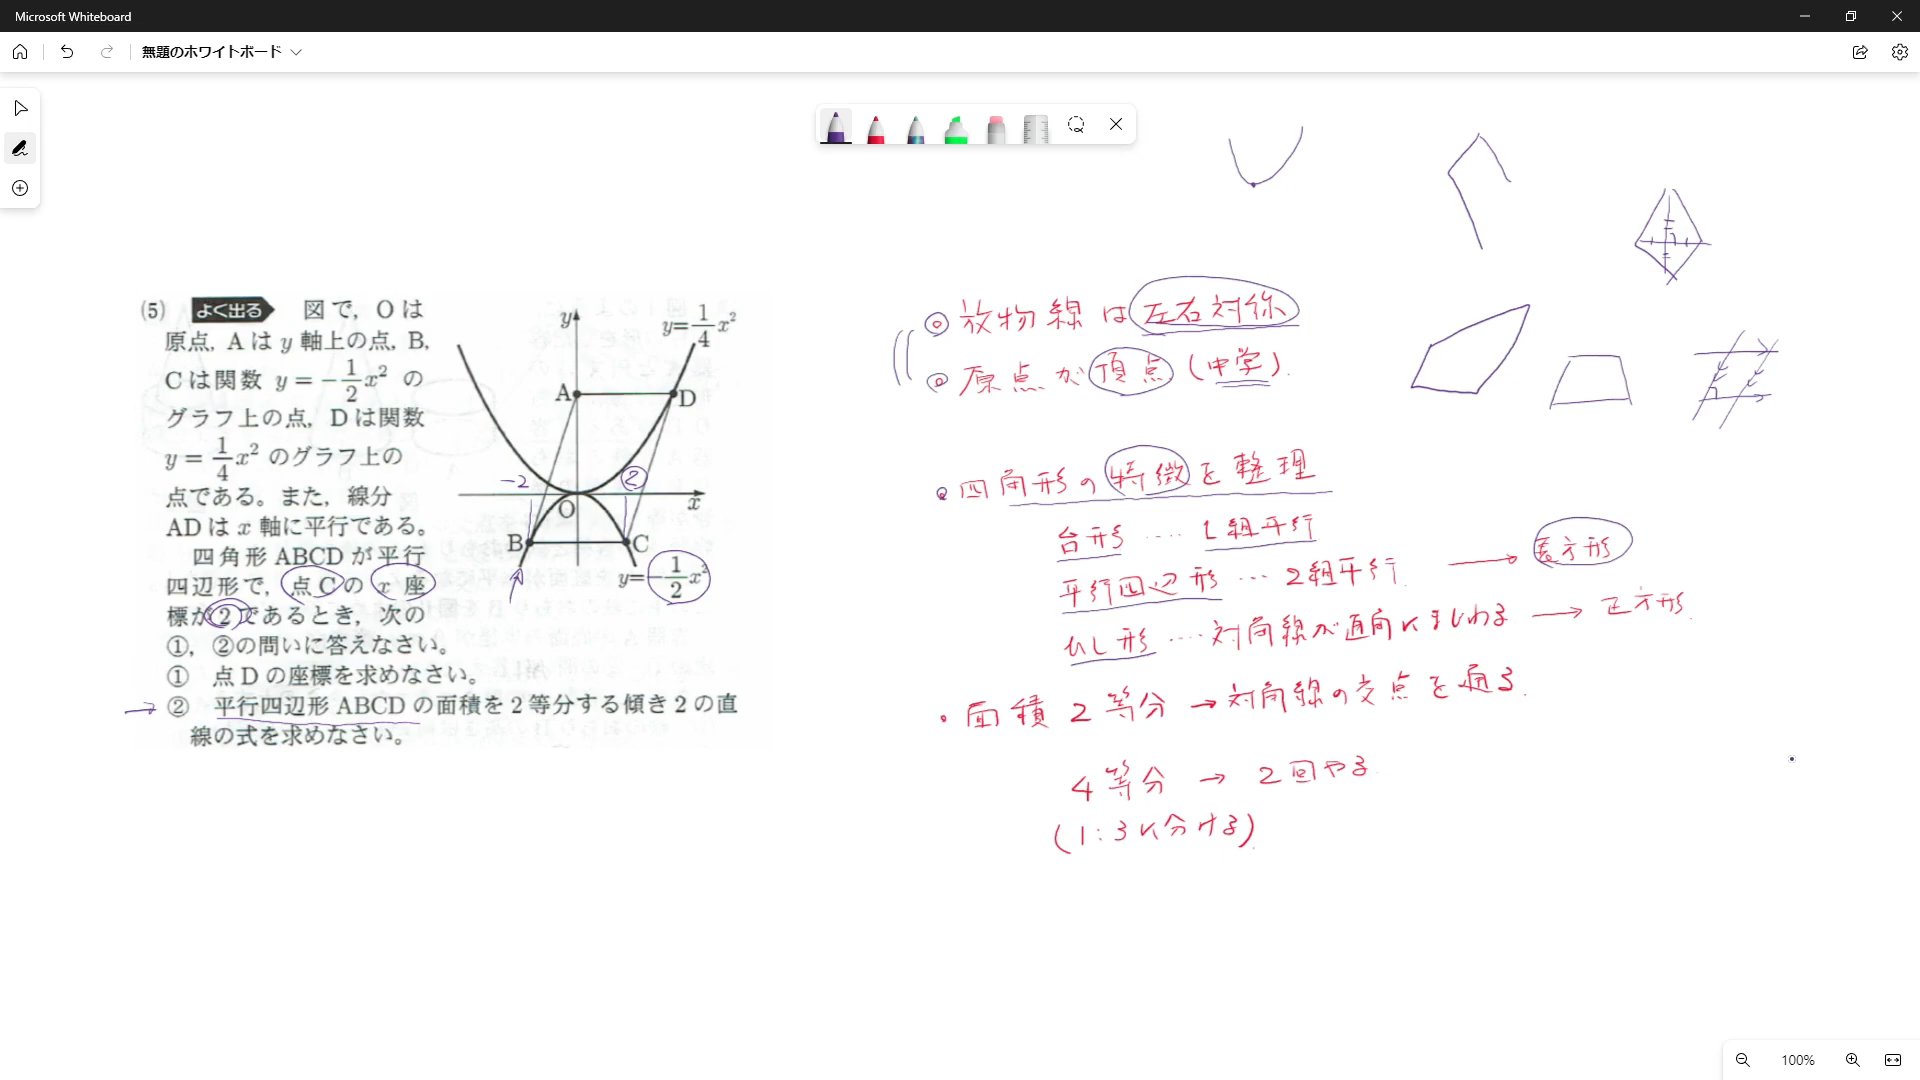 Microsoft Whiteboard
無題のホワイトボード
(5) よく出る 図で，Oは
原点，Aはy軸上の点，B,
Cは関数 y=-1/2x² の
グラフ上の点，Dは関数
y=1/4x² のグラフ上の
点である。また，線分
ADはx軸に平行である。
四角形ABCDが平行
四辺形で，点Cのx座
標が2であるとき，次の
①，②の問いに答えなさい。
① 点Dの座標を求めなさい。
→ ② 平行四辺形ABCDの面積を2等分する傾き2の直
線の式を求めなさい。
y
y=1/4x²
A
D
-2
②
O
x
B
C
y=-1/2x²
◎ 放物線は左右対称
◎ 原点が頂点(中学).
・四角形の特徴を整理
台形 ‥‥ 1組平行
平行四辺形 … 2組平行. → 長方形
ひし形 ‥‥ 対角線が直角にまじわる → 正方形.
・面積2等分 → 対角線の交点を通る.
4等分 → 2回やる
(1:3に分ける).
100%